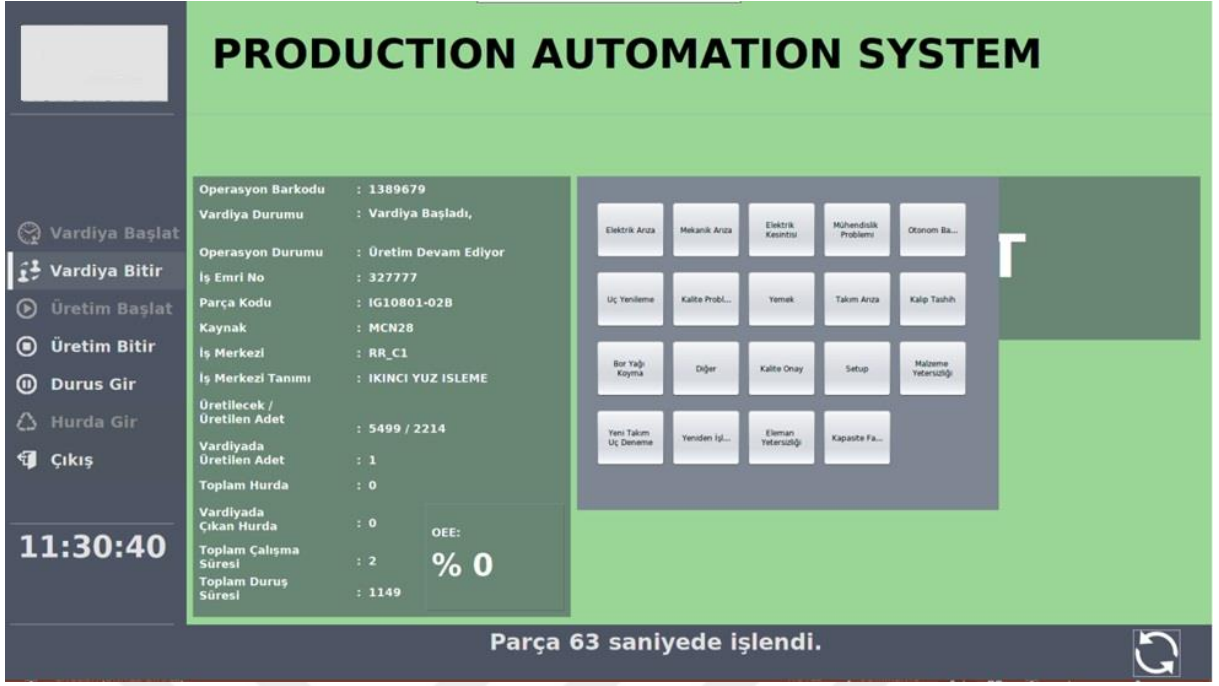 PRODUCTION AUTOMATION SYSTEM
Vardiya Başlat
Vardiya Bitir
Üretim Başlat
Üretim Bitir
Durus Gir
Hurda Gir
Çıkış
11:30:40
Operasyon Barkodu : 1389679
Vardiya Durumu : Vardiya Başladı,
Operasyon Durumu : Üretim Devam Ediyor
İş Emri No : 327777
Parça Kodu : IG10801-02B
Kaynak : MCN28
İş Merkezi : RR_C1
İş Merkezi Tanımı : IKINCI YUZ ISLEME
Üretilecek /
Üretilen Adet : 5499 / 2214
Vardiyada
Üretilen Adet : 1
Toplam Hurda : 0
Vardiyada
Çıkan Hurda : 0
Toplam Çalışma
Süresi : 2
Toplam Duruş
Süresi : 1149
OEE:
% 0
Elektrik Arıza
Mekanik Arıza
Elektrik
Kesintisi
Mühendislik
Problemi
Otonom Ba...
Uç Yenileme
Kalite Probl...
Yemek
Takım Arıza
Kalıp Tashih
Bor Yağı
Koyma
Diğer
Kalite Onay
Setup
Malzeme
Yetersizliği
Yeni Takım
Uç Deneme
Yeniden İşl...
Eleman
Yetersizliği
Kapasite Fa...
T
Parça 63 saniyede işlendi.